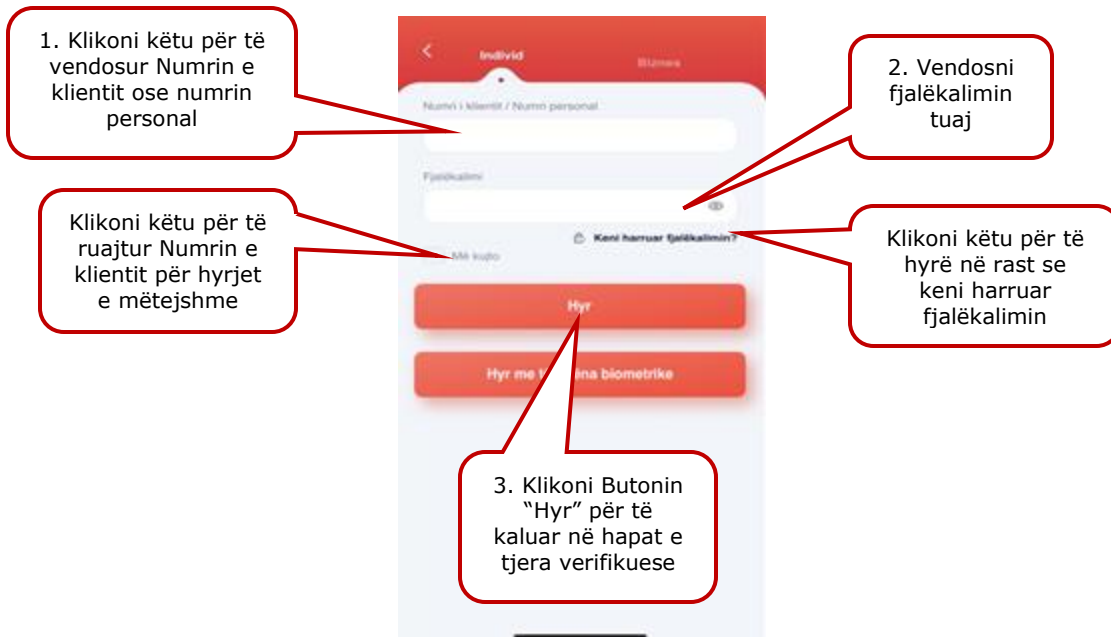 1. Klikoni këtu për të
vendosur Numrin e
klientit ose numrin
personal
Individ
Biznes
2. Vendosni
fjalëkalimin
tuaj
Numri i klientit / Numri personal
Fjalëkalimi
Klikoni këtu për të
ruajtur Numrin e
klientit për hyrjet
e mëtejshme
Keni harruar fjalëkalimin?
Më kujto
Klikoni këtu për të
hyrë në rast se
keni harruar
fjalëkalimin
Hyr
Hyr me biometrike
3. Klikoni Butonin
“Hyr” për të
kaluar në hapat e
tjera verifikuese